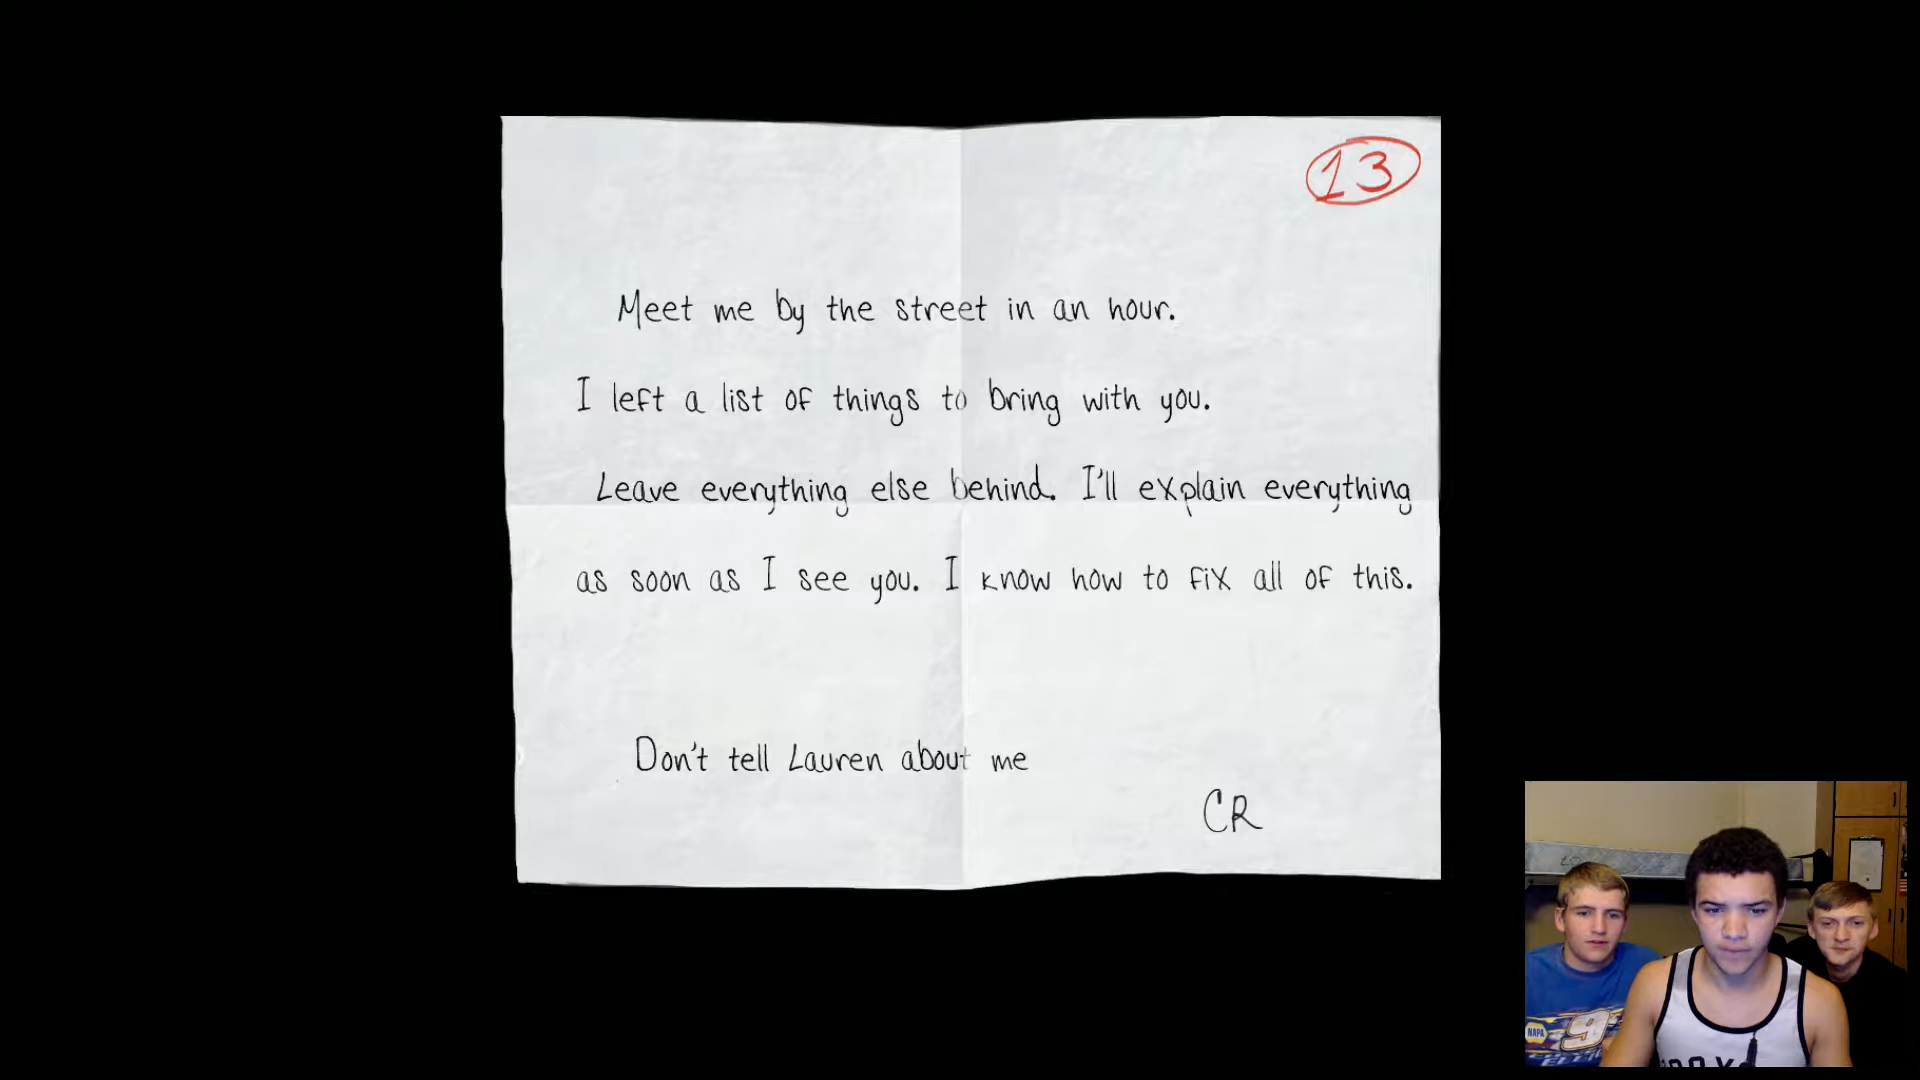 13
Meet me by the street in an hour.
I left a list of things to bring with you.
Leave everything else behind. I'll explain everything
as soon as I see you. I know how to fix all of this.
Don't tell Lauren about me
CR
NAPA
9